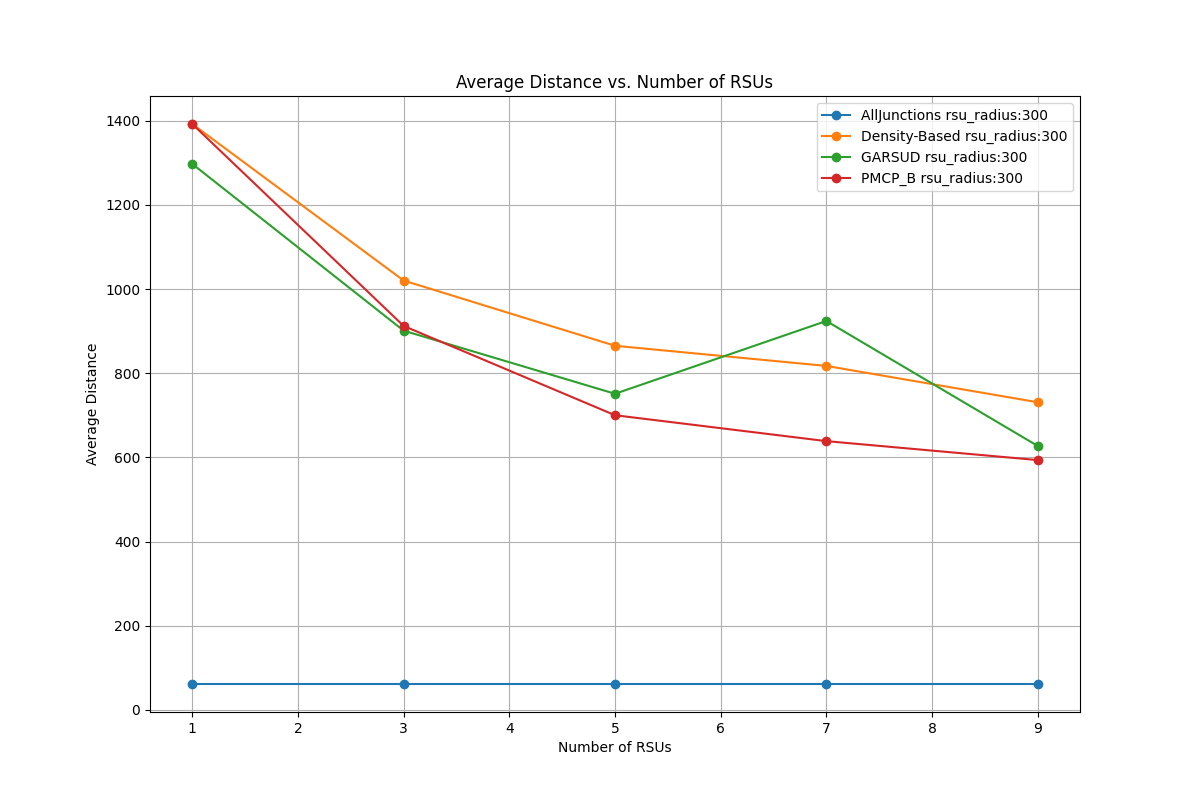 Average Distance vs. Number of RSUs
AllJunctions rsu_radius:300
Density-Based rsu_radius:300
GARSUD rsu_radius:300
PMCP_B rsu_radius:300
Average Distance
1400
1200
1000
800
600
400
200
0
1 2 3 4 5 6 7 8 9
Number of RSUs